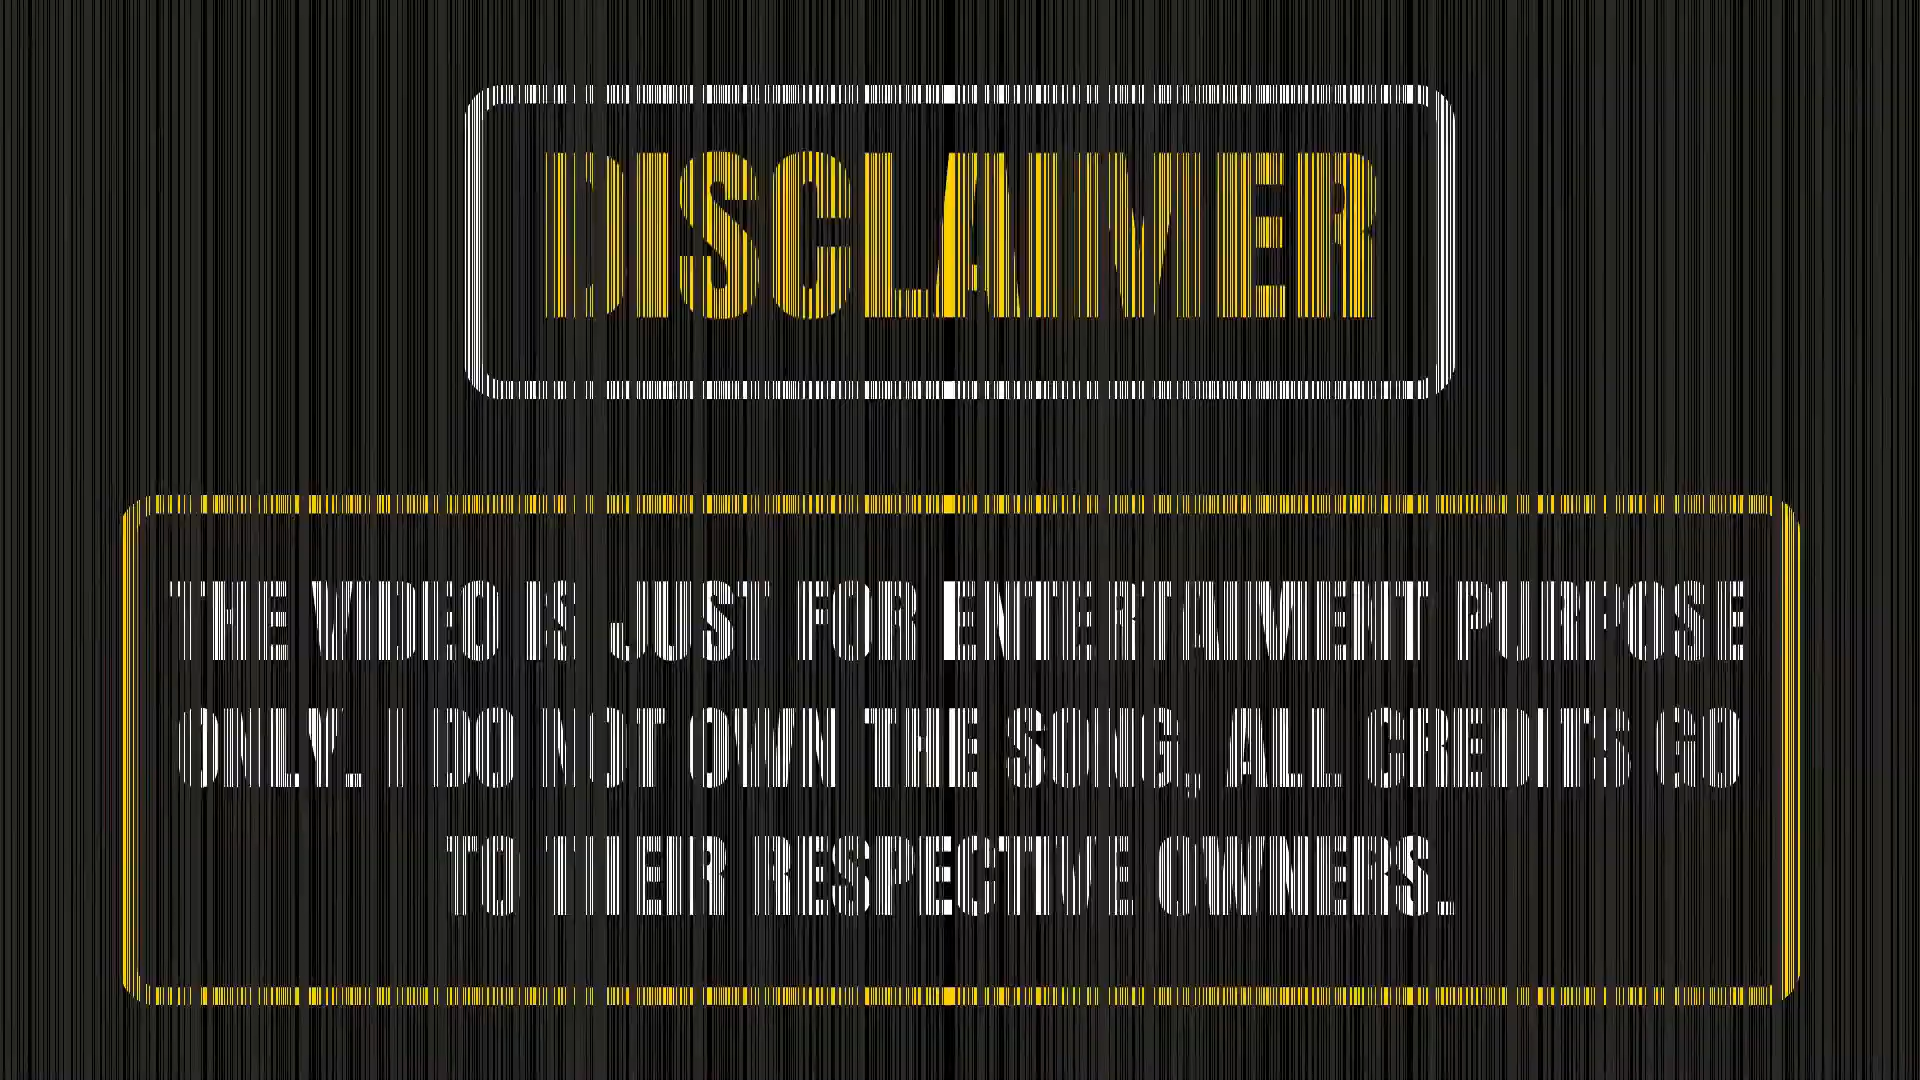 DISCLAIMER
THE VIDEO IS JUST FOR ENTERTAIMENT PURPOSE
ONLY. I DO NOT OWN THE SONG, ALL CREDITS GO
TO THEIR RESPECTIVE OWNERS.